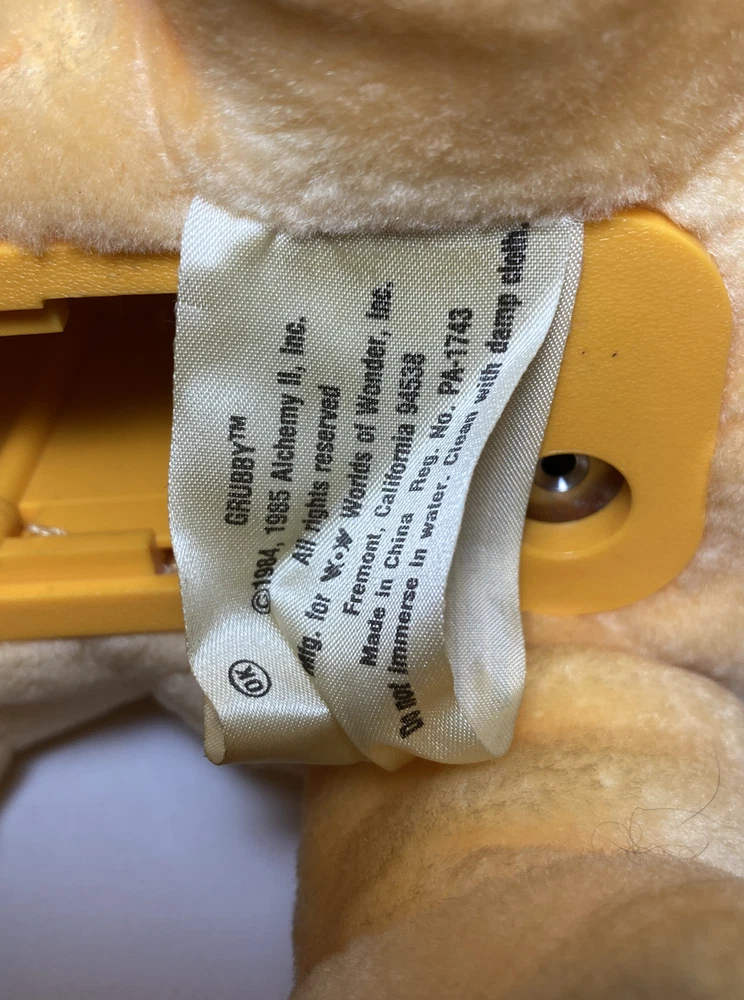 GRUBBY™
©1984, 1985 Alchemy II, Inc.
All rights reserved
Mfg. for W•W Worlds of Wonder, Inc.
Fremont, California 94538
Made in China Reg. No. PA-1743
Do not immerse in water. Clean with damp cloth.
OK